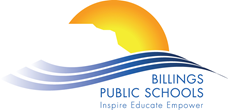 BILLINGS
PUBLIC SCHOOLS
Inspire Educate Empower